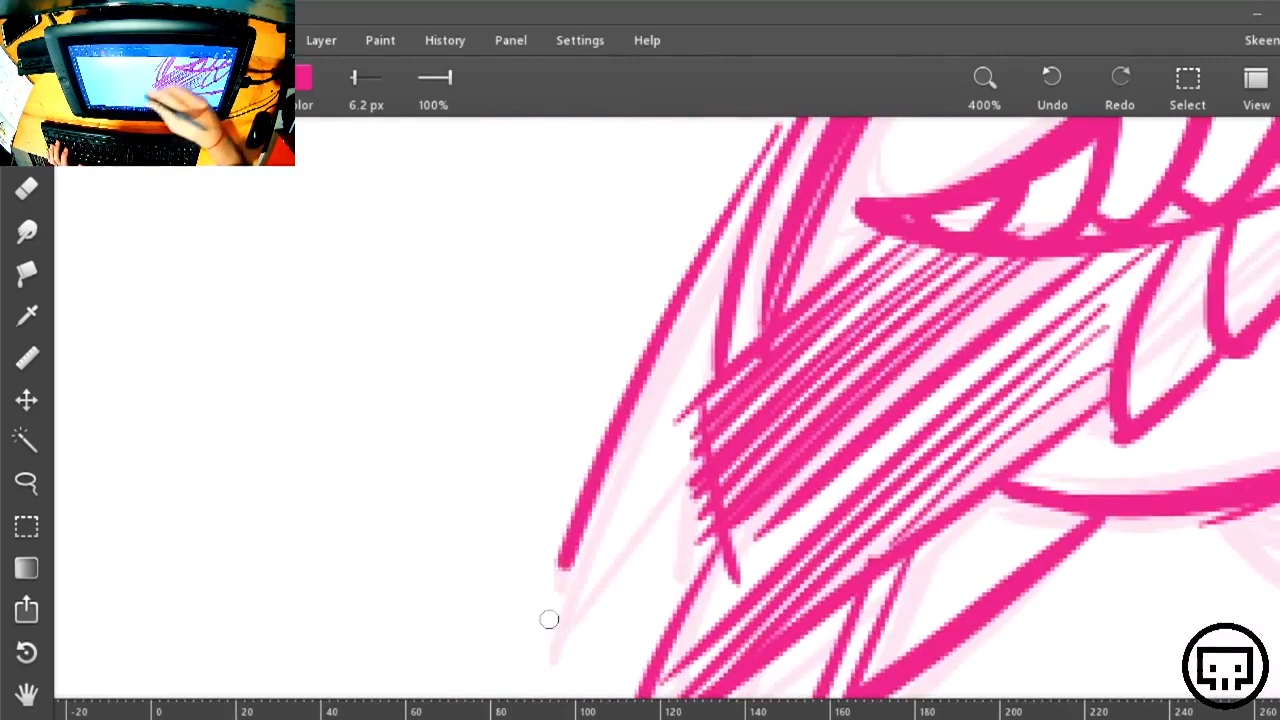 Layer Paint History Panel Settings Help Skeen
olor 6.2 px 100% 400% Undo Redo Select View
-20 0 20 40 60 80 100 120 140 160 180 200 220 240 260